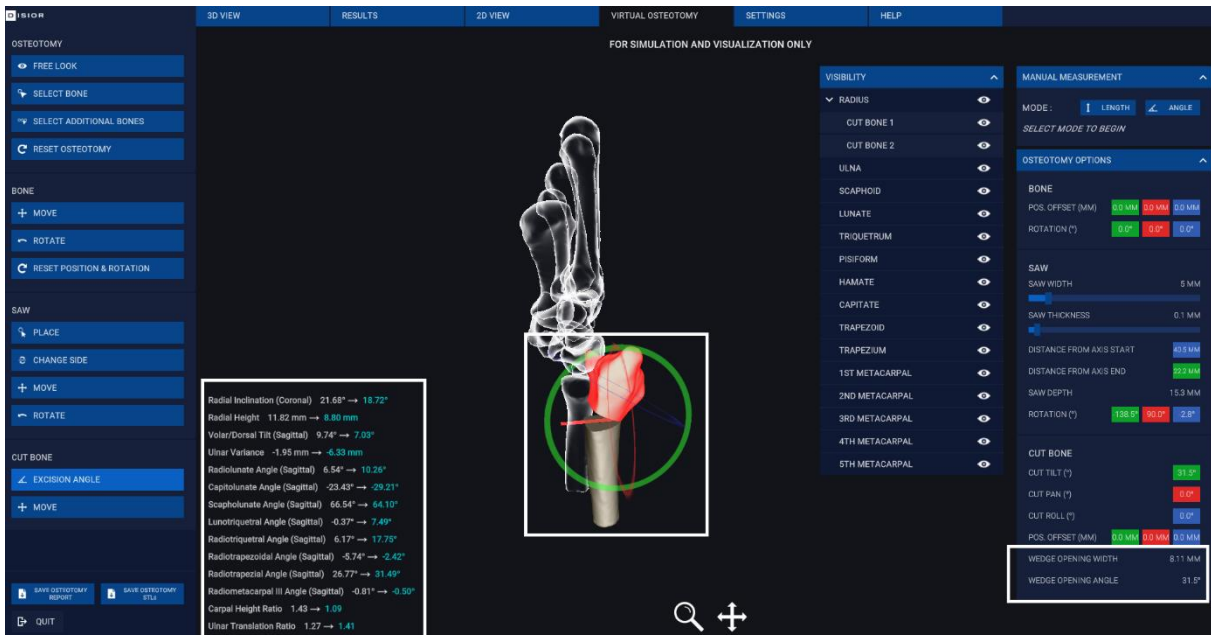 DISIOR
3D VIEW
RESULTS
2D VIEW
VIRTUAL OSTEOTOMY
SETTINGS
HELP
FOR SIMULATION AND VISUALIZATION ONLY
OSTEOTOMY
FREE LOOK
SELECT BONE
SELECT ADDITIONAL BONES
RESET OSTEOTOMY
BONE
MOVE
ROTATE
RESET POSITION & ROTATION
SAW
PLACE
CHANGE SIDE
MOVE
ROTATE
CUT BONE
EXCISION ANGLE
MOVE
SAVE OSTEOTOMY
REPORT
SAVE OSTEOTOMY
STLs
QUIT
Radial Inclination (Coronal) 21.68° → 18.72°
Radial Height 11.82 mm → 8.80 mm
Volar/Dorsal Tilt (Sagittal) 9.74° → 7.03°
Ulnar Variance -1.95 mm → -6.33 mm
Radiolunate Angle (Sagittal) 6.54° → 10.26°
Capitolunate Angle (Sagittal) -23.43° → -29.21°
Scapholunate Angle (Sagittal) 66.54° → 64.10°
Lunotriquetral Angle (Sagittal) -0.37° → 7.49°
Radiotriquetral Angle (Sagittal) 6.17° → 17.75°
Radiotrapezoidal Angle (Sagittal) -5.74° → -2.42°
Radiotrapezial Angle (Sagittal) 26.77° → 31.49°
Radiometacarpal III Angle (Sagittal) -0.81° → -0.50°
Carpal Height Ratio 1.43 → 1.09
Ulnar Translation Ratio 1.27 → 1.41
VISIBILITY
RADIUS
CUT BONE 1
CUT BONE 2
ULNA
SCAPHOID
LUNATE
TRIQUETRUM
PISIFORM
HAMATE
CAPITATE
TRAPEZOID
TRAPEZIUM
1ST METACARPAL
2ND METACARPAL
3RD METACARPAL
4TH METACARPAL
5TH METACARPAL
MANUAL MEASUREMENT
MODE : LENGTH ANGLE
SELECT MODE TO BEGIN
OSTEOTOMY OPTIONS
BONE
POS. OFFSET (MM) 0.0 MM 0.0 MM 0.0 MM
ROTATION (°) 0.0° 0.0° 0.0°
SAW
SAW WIDTH 5 MM
SAW THICKNESS 0.1 MM
DISTANCE FROM AXIS START 43.5 MM
DISTANCE FROM AXIS END 22.2 MM
SAW DEPTH 15.3 MM
ROTATION (°) -138.5° 90.0° 2.8°
CUT BONE
CUT TILT (°) 31.5°
CUT PAN (°) 0.0°
CUT ROLL (°) 0.0°
POS. OFFSET (MM) 0.0 MM 0.0 MM 0.0 MM
WEDGE OPENING WIDTH 8.11 MM
WEDGE OPENING ANGLE 31.5°